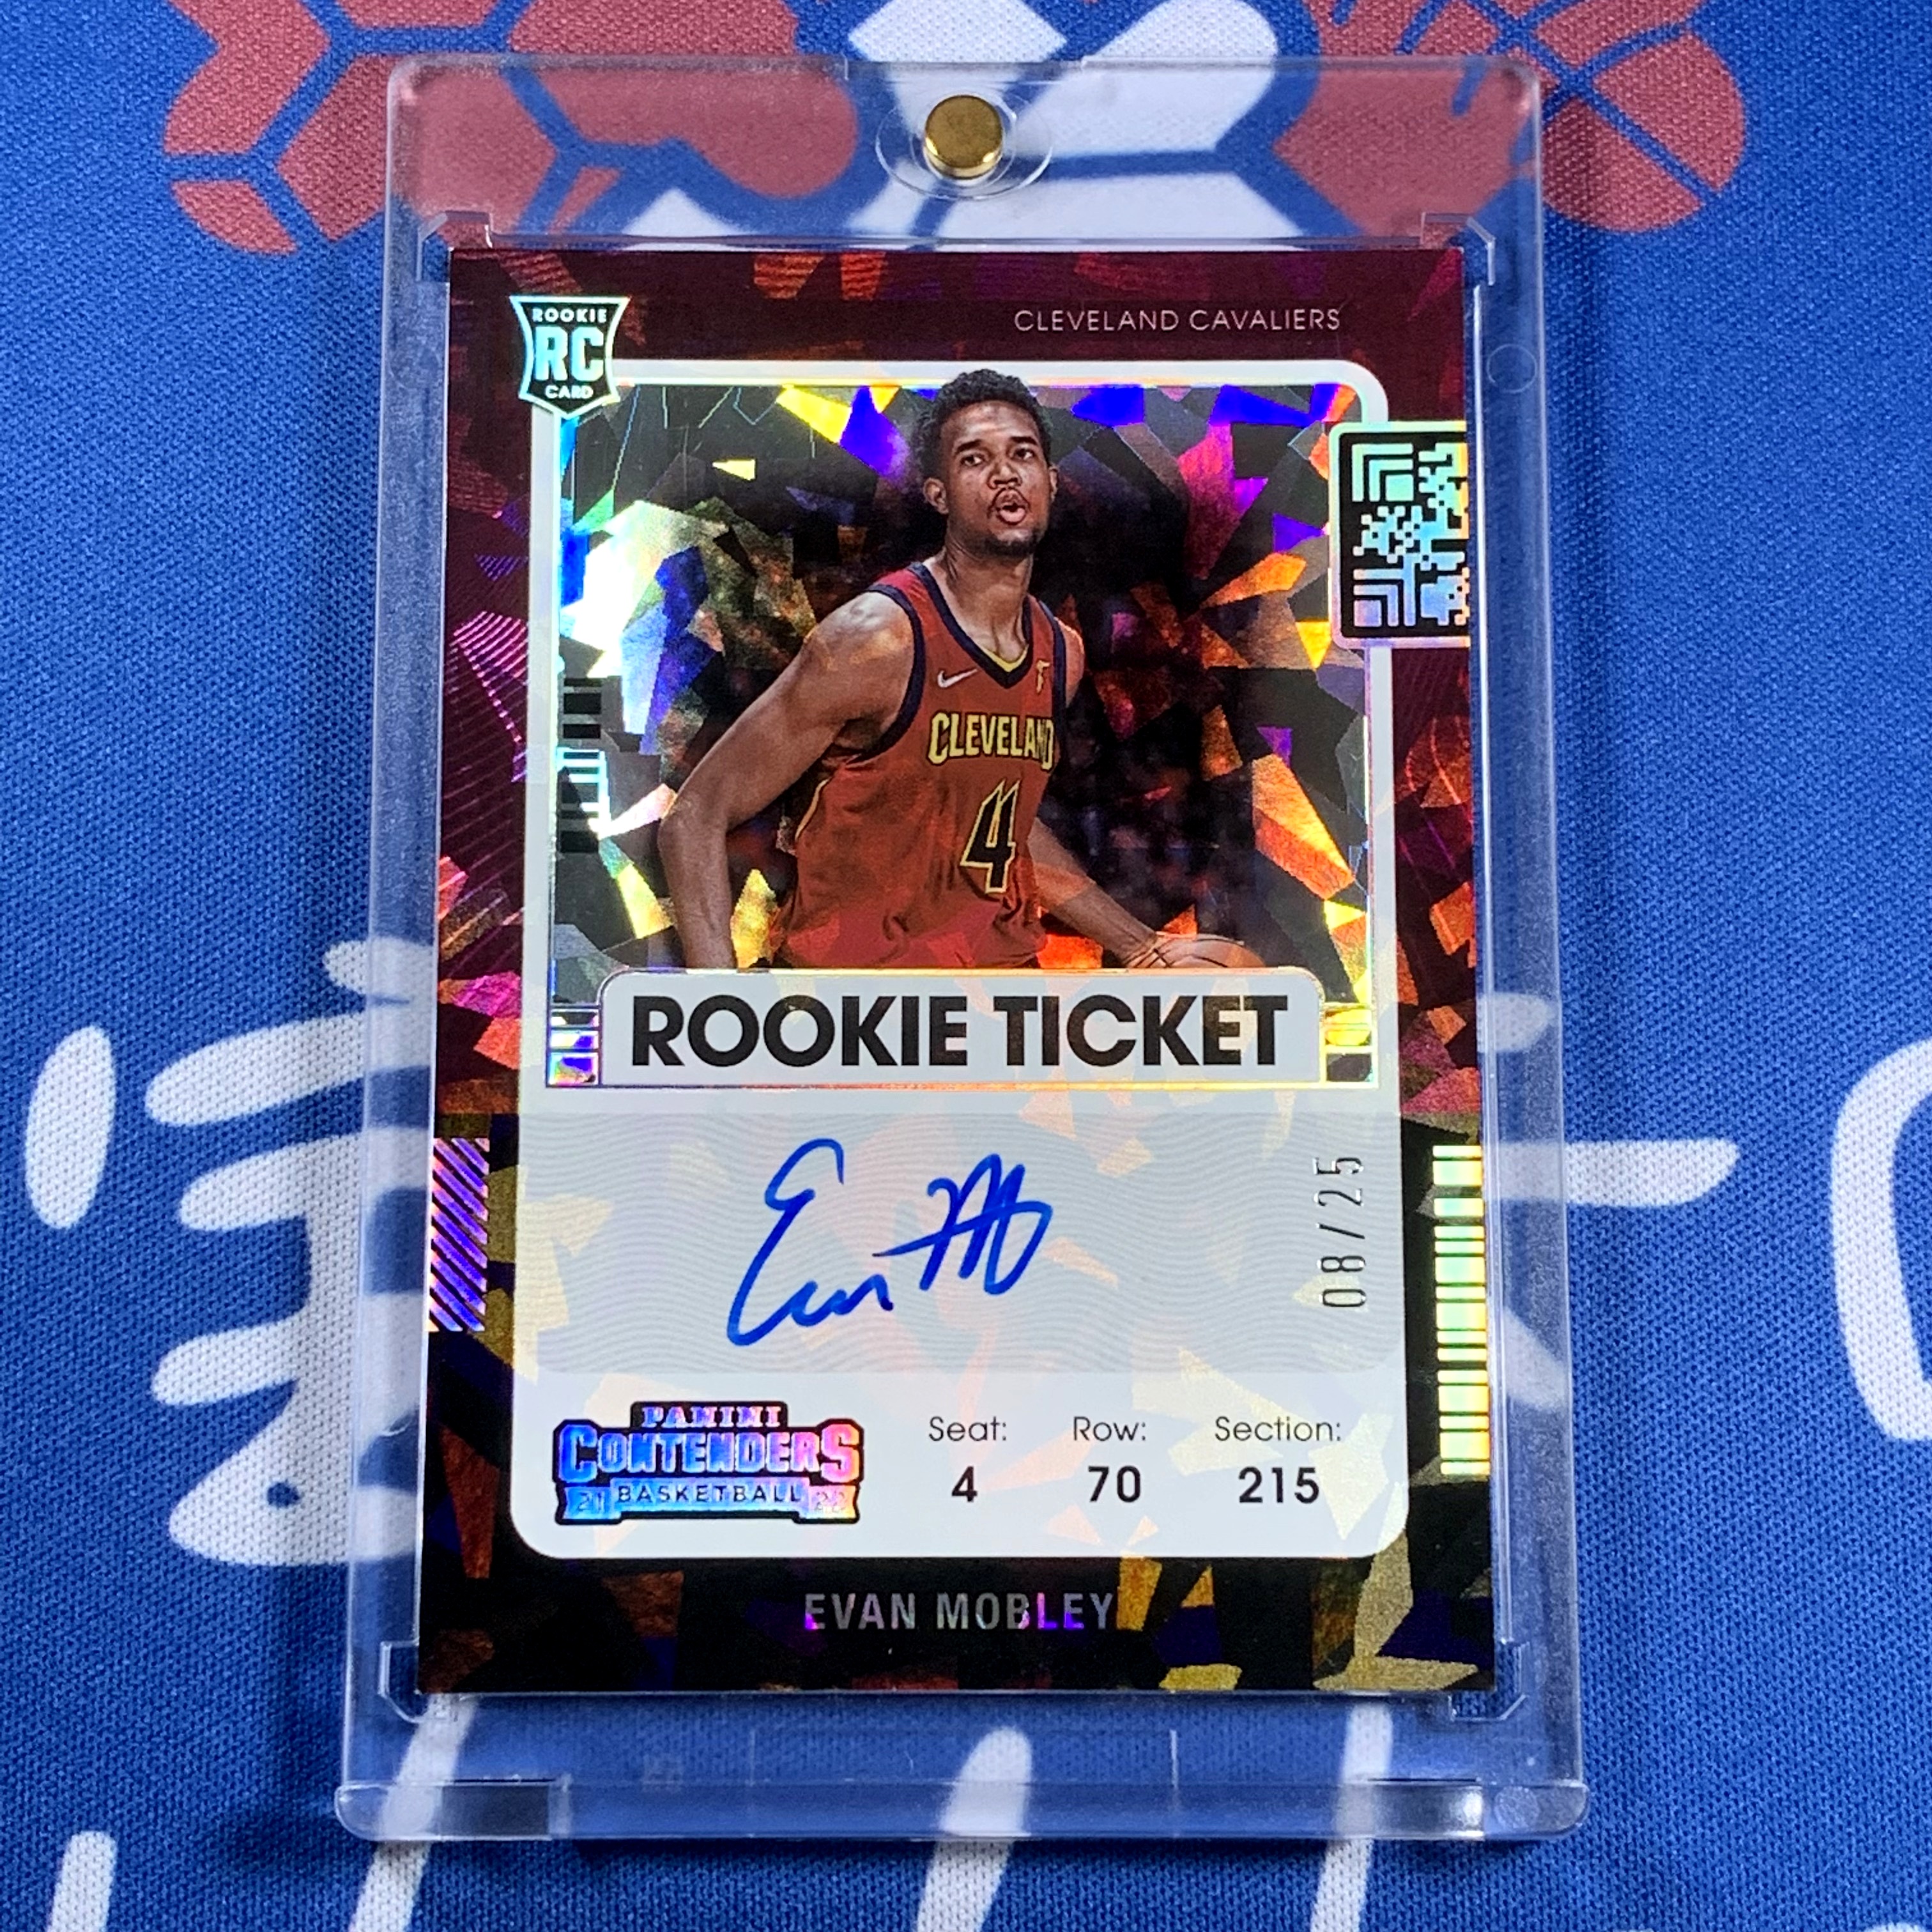 ROOKIE
RC
CARD
CLEVELAND CAVALIERS
CLEVELAND
4
ROOKIE TICKET
Evan M
08/25
PANINI
CONTENDERS
21 BASKETBALL 22
Seat: Row: Section:
4 70 215
EVAN MOBLEY